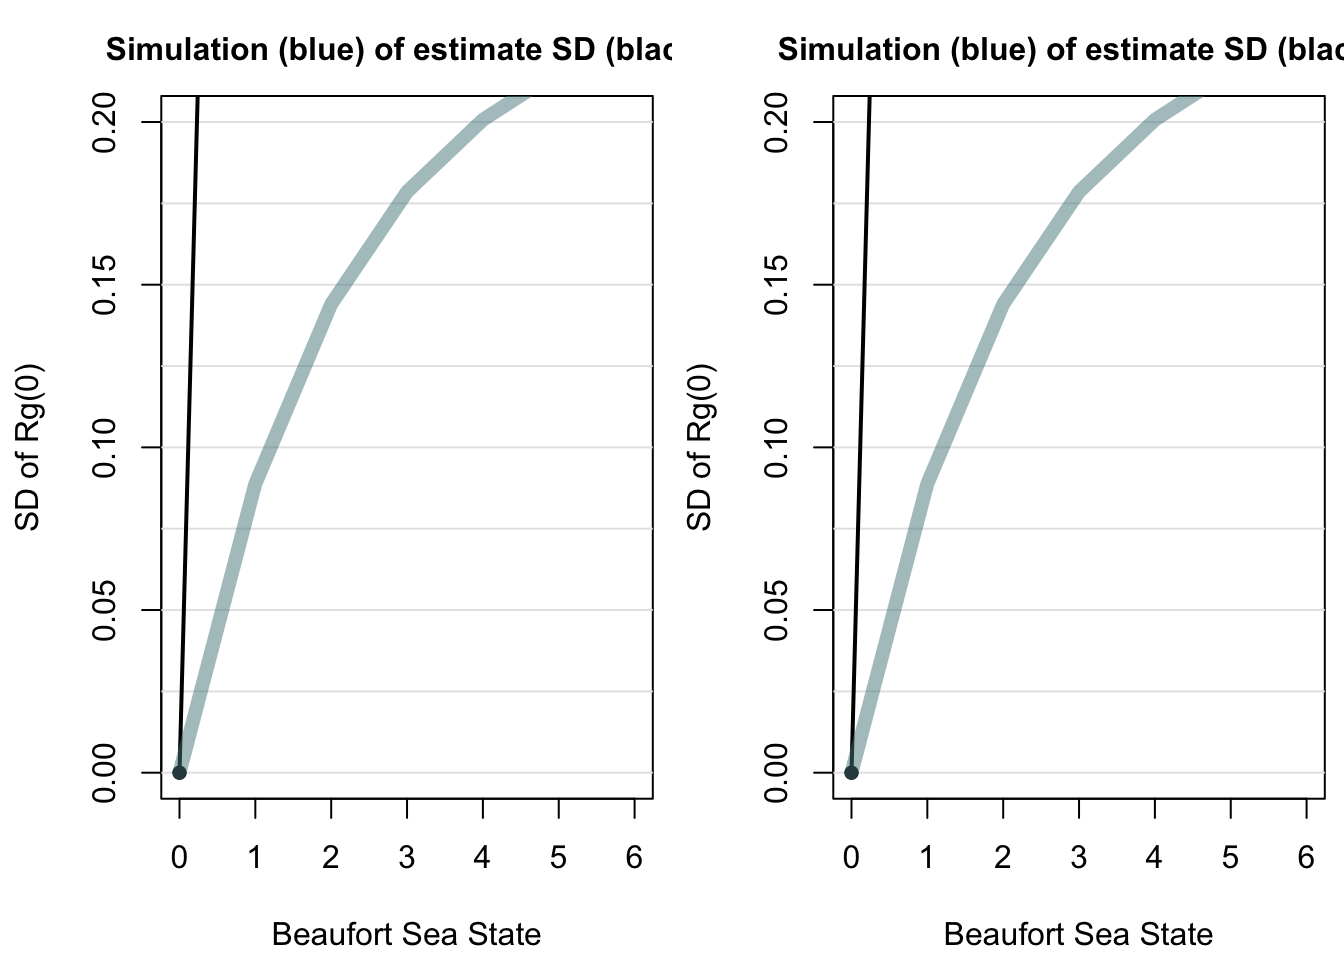 Simulation (blue) of estimate SD (blac
SD of Rg(0)
0.20
0.15
0.10
0.05
0.00
0 1 2 3 4 5 6
Beaufort Sea State
Simulation (blue) of estimate SD (blac
SD of Rg(0)
0.20
0.15
0.10
0.05
0.00
0 1 2 3 4 5 6
Beaufort Sea State